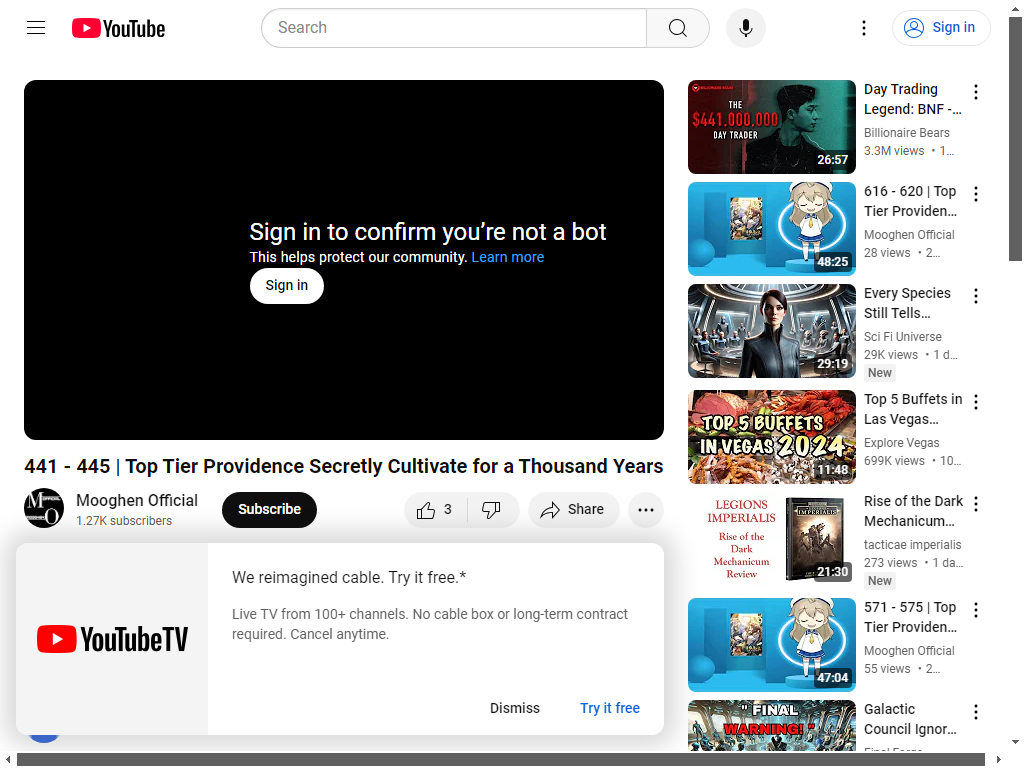 YouTube
Search
Sign in
Sign in to confirm you’re not a bot
This helps protect our community. Learn more
Sign in
441 - 445 | Top Tier Providence Secretly Cultivate for a Thousand Years
Mooghen Official
1.27K subscribers
Subscribe
3
Share
YouTubeTV
We reimagined cable. Try it free.*
Live TV from 100+ channels. No cable box or long-term contract
required. Cancel anytime.
Dismiss
Try it free
THE
$441,000,000
DAY TRADER
26:57
Day Trading
Legend: BNF -...
Billionaire Bears
3.3M views • 1...
48:25
616 - 620 | Top
Tier Providen...
Mooghen Official
28 views • 2...
29:19
Every Species
Still Tells...
Sci Fi Universe
29K views • 1 d...
New
TOP 5 BUFFETS
IN VEGAS 2024
11:48
Top 5 Buffets in
Las Vegas...
Explore Vegas
699K views • 10...
LEGIONS
IMPERIALIS
Rise of the
Dark
Mechanicum
Review
IMPERIALIS
21:30
Rise of the Dark
Mechanicum...
tacticae imperialis
273 views • 1 da...
New
47:04
571 - 575 | Top
Tier Providen...
Mooghen Official
55 views • 2...
"FINAL
WARNING!"
Galactic
Council Ignor...